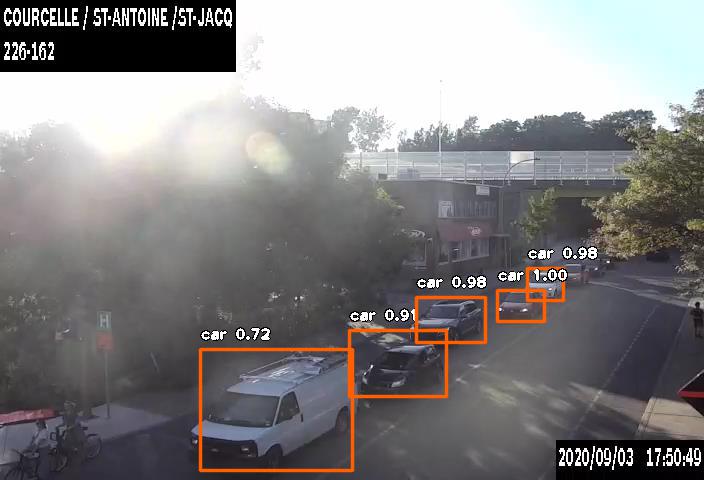 COURCELLE / ST-ANTOINE /ST-JACQ
226-162
car 0.98
car 1.00
car 0.98
car 0.91
car 0.72
H
2020/09/03 17:50:49